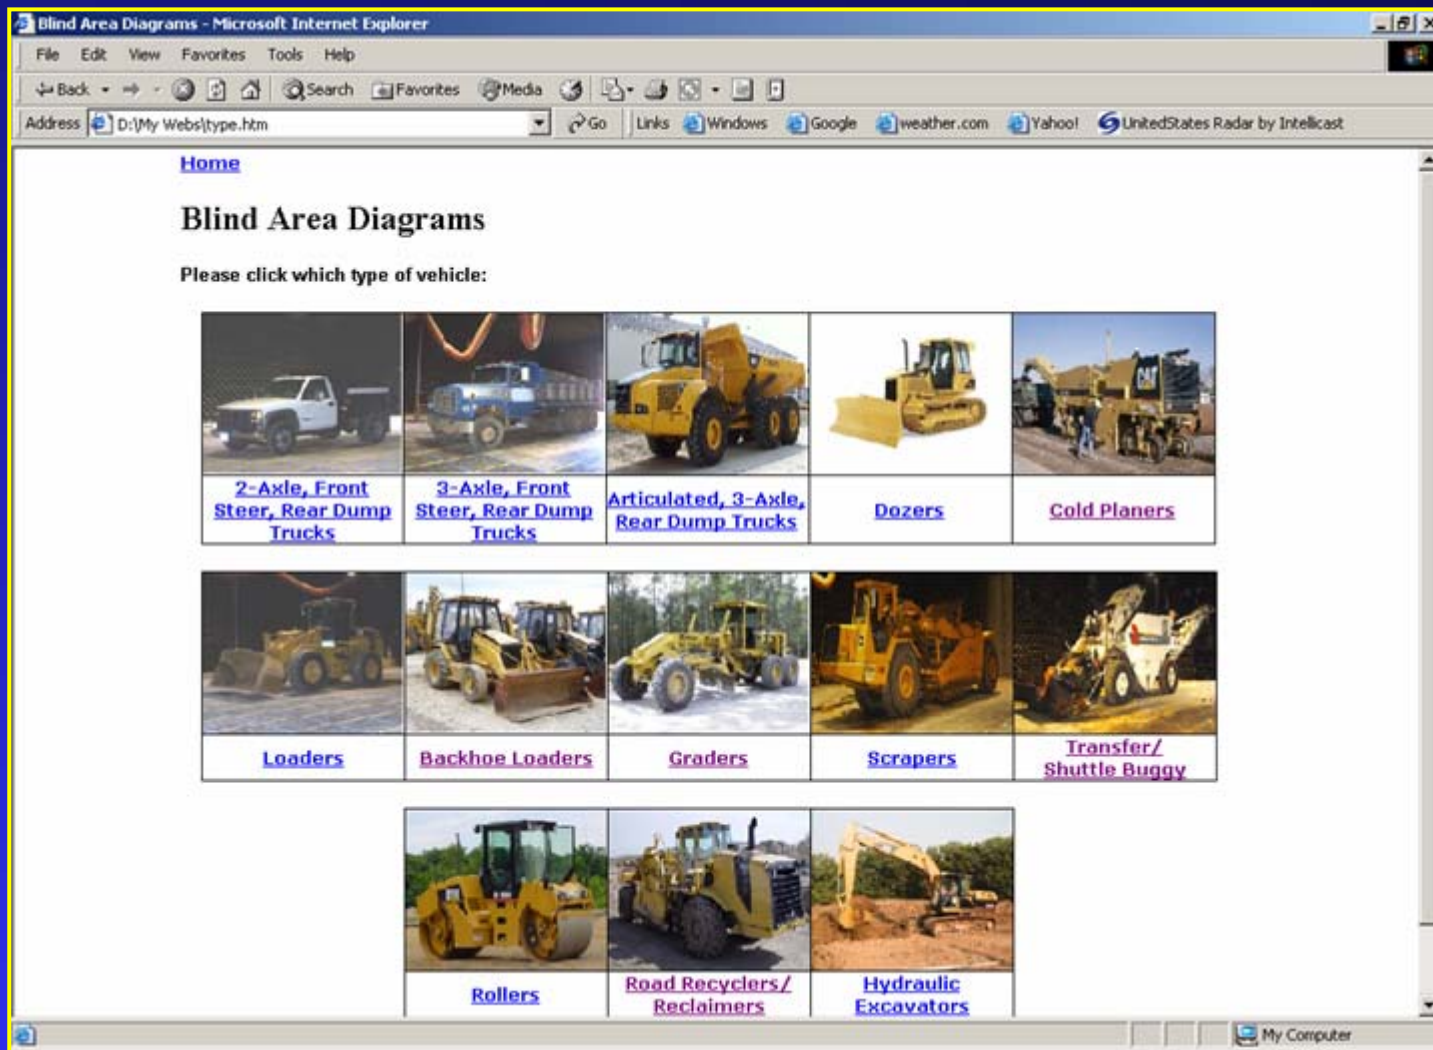 Blind Area Diagrams - Microsoft Internet Explorer
File Edit View Favorites Tools Help
Back Search Favorites Media
Address D:\My Webs\type.htm Go Links Windows Google weather.com Yahoo! UnitedStates Radar by Intellicast
Home
Blind Area Diagrams
Please click which type of vehicle:
CAT
2-Axle, Front
Steer, Rear Dump
Trucks
3-Axle, Front
Steer, Rear Dump
Trucks
Articulated, 3-Axle,
Rear Dump Trucks
Dozers
Cold Planers
Loaders
Backhoe Loaders
Graders
Scrapers
Transfer/
Shuttle Buggy
Rollers
Road Recyclers/
Reclaimers
Hydraulic
Excavators
My Computer